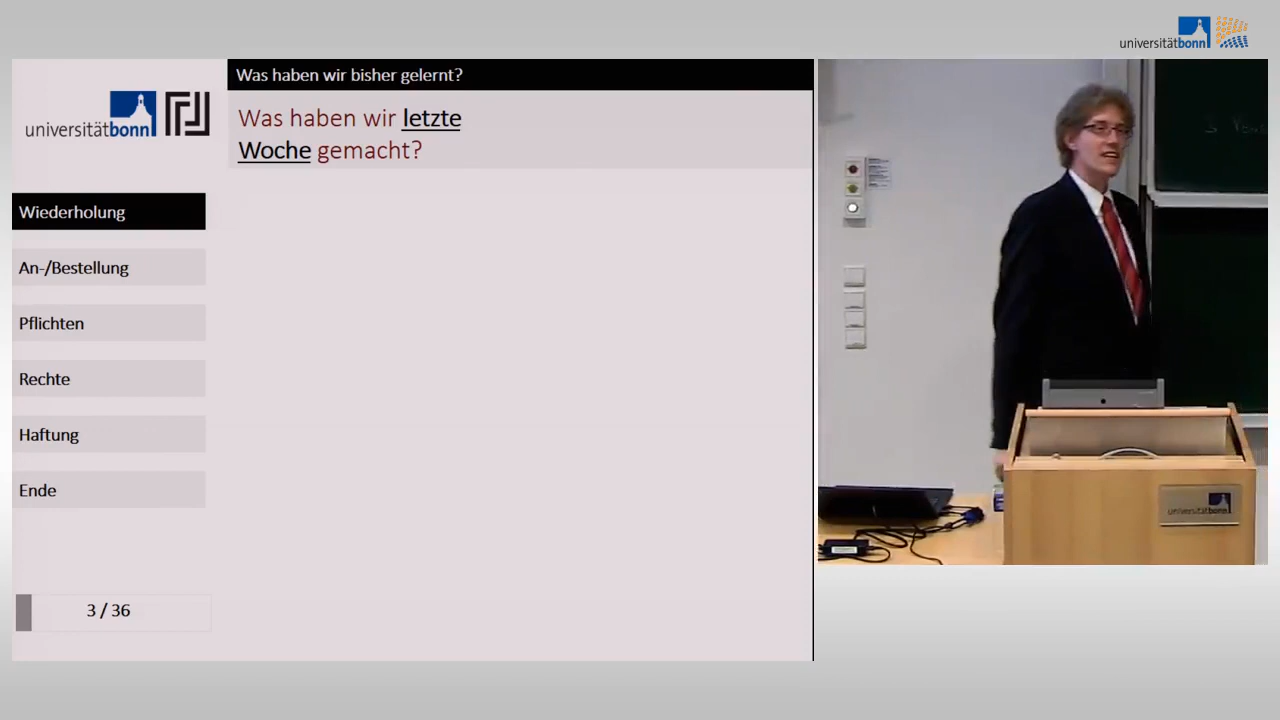 universitätbonn
Was haben wir bisher gelernt?
universitätbonn
Was haben wir letzte
Woche gemacht?
Wiederholung
An-/Bestellung
Pflichten
Rechte
Haftung
Ende
3 / 36
universitätbonn